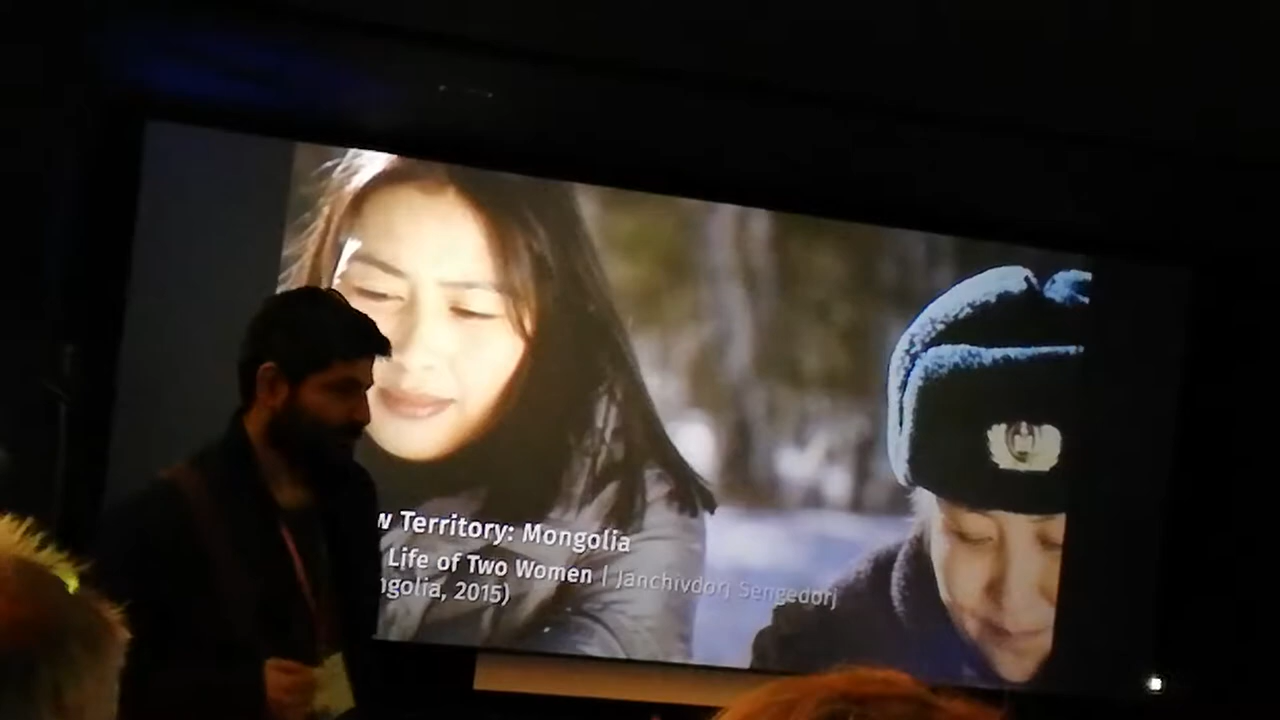 w Territory: Mongolia
Life of Two Women | Janchivdorj Sengedorj
ngolia, 2015)